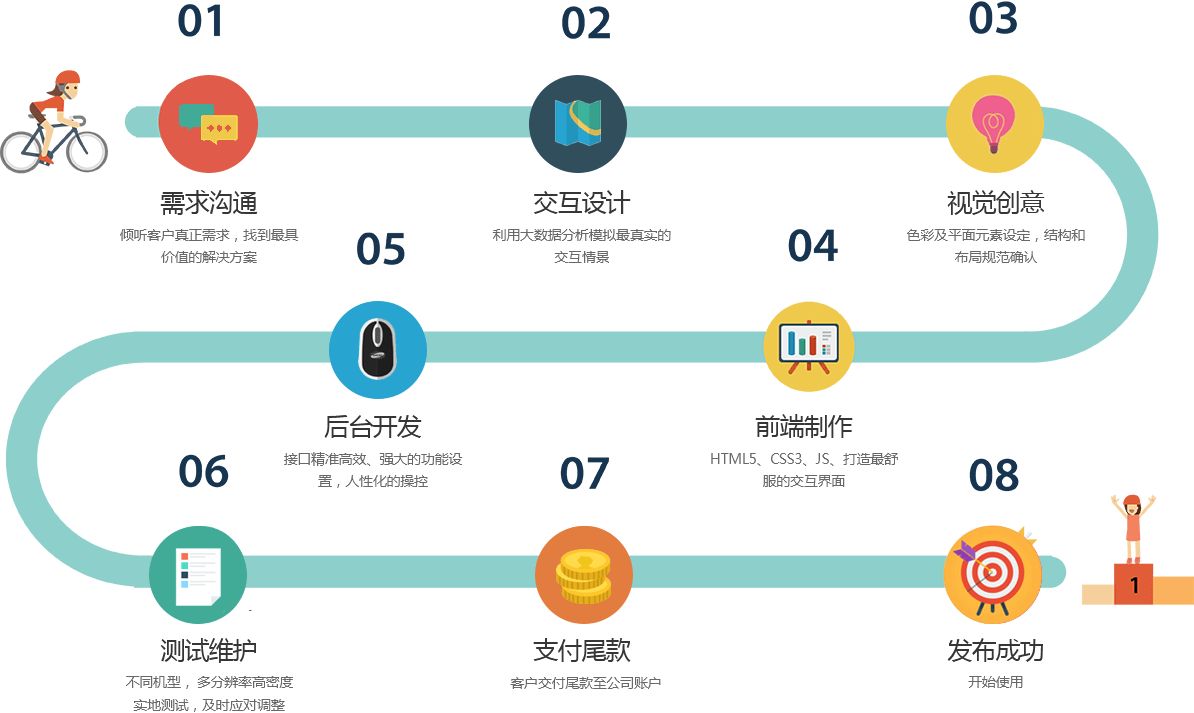 01
需求沟通
倾听客户真正需求，找到最具
价值的解决方案
02
交互设计
利用大数据分析模拟最真实的
交互情景
03
视觉创意
色彩及平面元素设定，结构和
布局规范确认
04
前端制作
HTML5、CSS3、JS、打造最舒
服的交互界面
05
后台开发
接口精准高效、强大的功能设
置，人性化的操控
06
测试维护
不同机型， 多分辨率高密度
实地测试，及时应对调整
07
支付尾款
客户交付尾款至公司账户
08
发布成功
开始使用
1